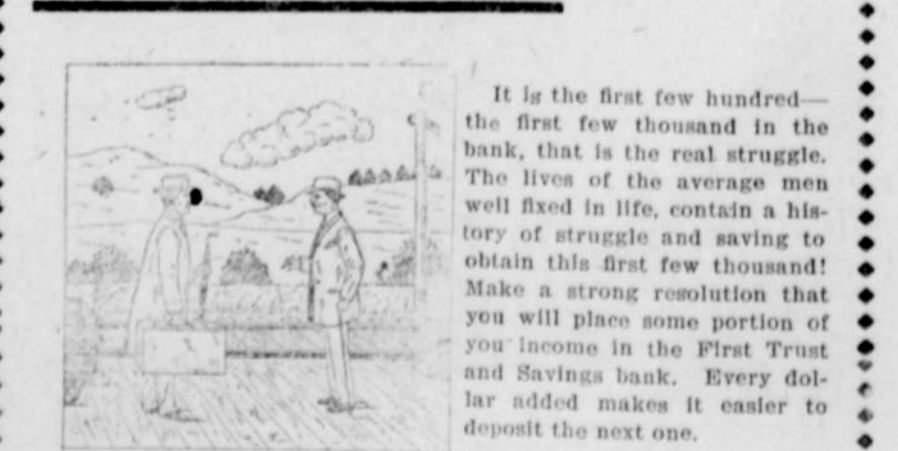 It is the first few hundred—
the first few thousand in the
bank, that is the real struggle.
The lives of the average men
well fixed in life, contain a his-
tory of struggle and saving to
obtain this first few thousand!
Make a strong resolution that
you will place some portion of
you income in the First Trust
and Savings bank. Every dol-
lar added makes it easier to
deposit the next one.